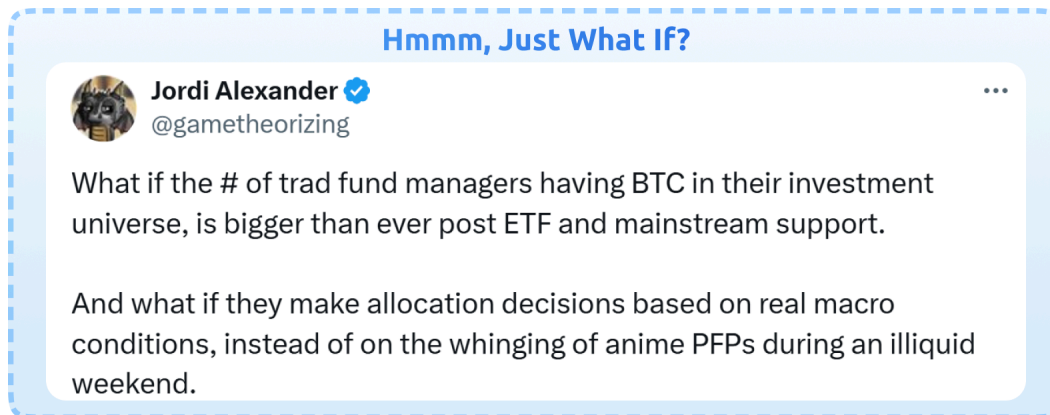 Hmmm, Just What If?
Jordi Alexander
@gametheorizing
What if the # of trad fund managers having BTC in their investment
universe, is bigger than ever post ETF and mainstream support.
And what if they make allocation decisions based on real macro
conditions, instead of on the whinging of anime PFPs during an illiquid
weekend.